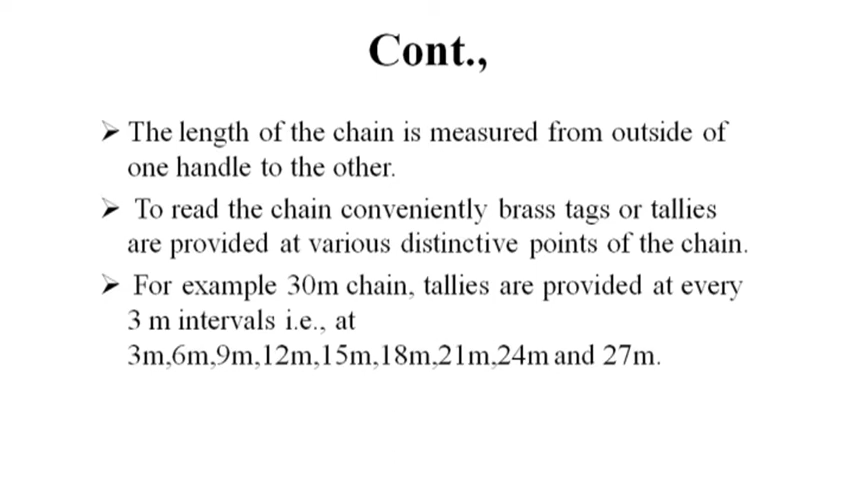 Cont.,
➢ The length of the chain is measured from outside of
one handle to the other.
➢ To read the chain conveniently brass tags or tallies
are provided at various distinctive points of the chain.
➢ For example 30m chain, tallies are provided at every
3 m intervals i.e., at
3m,6m,9m,12m,15m,18m,21m,24m and 27m.